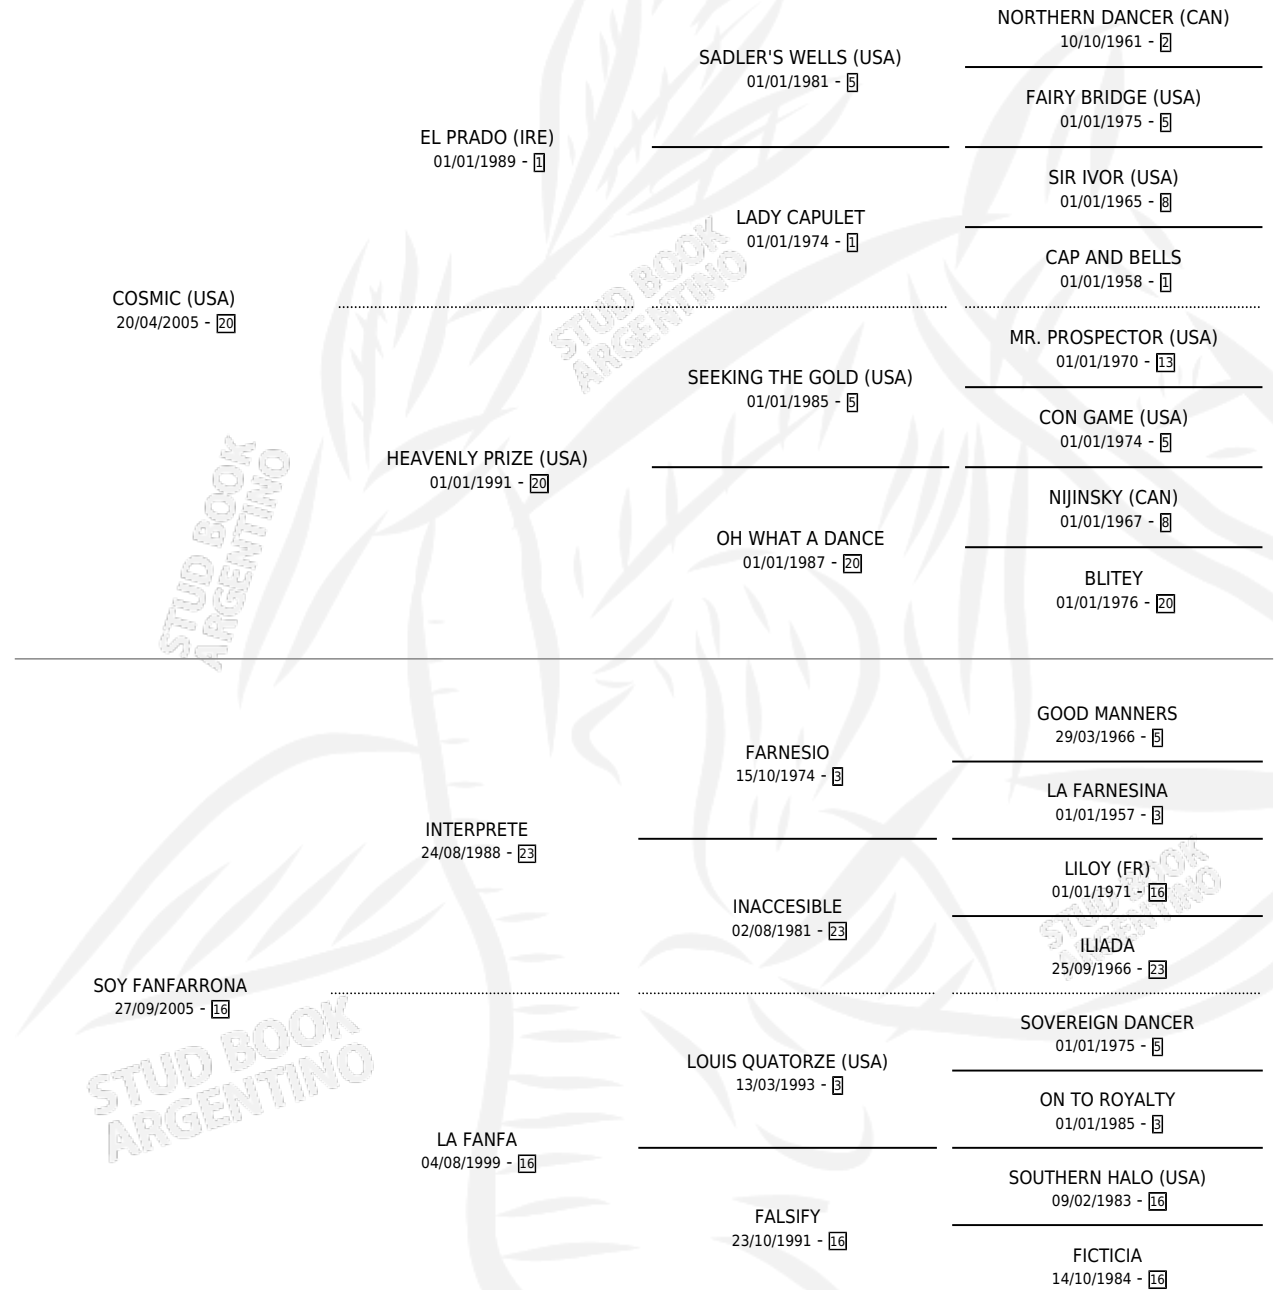 NORTHERN DANCER (CAN)
10/10/1961 - 2
SADLER'S WELLS (USA)
01/01/1981 - 5
FAIRY BRIDGE (USA)
01/01/1975 - 5
EL PRADO (IRE)
01/01/1989 - 1
SIR IVOR (USA)
01/01/1965 - 8
LADY CAPULET
01/01/1974 - 1
CAP AND BELLS
01/01/1958 - 1
COSMIC (USA)
20/04/2005 - 20
MR. PROSPECTOR (USA)
01/01/1970 - 13
SEEKING THE GOLD (USA)
01/01/1985 - 5
CON GAME (USA)
01/01/1974 - 5
HEAVENLY PRIZE (USA)
01/01/1991 - 20
NIJINSKY (CAN)
01/01/1967 - 8
OH WHAT A DANCE
01/01/1987 - 20
BLITEY
01/01/1976 - 20
GOOD MANNERS
29/03/1966 - 5
FARNESIO
15/10/1974 - 3
LA FARNESINA
01/01/1957 - 3
INTERPRETE
24/08/1988 - 23
LILOY (FR)
01/01/1971 - 16
INACCESIBLE
02/08/1981 - 23
ILIADA
25/09/1966 - 23
SOY FANFARRONA
27/09/2005 - 16
SOVEREIGN DANCER
01/01/1975 - 5
LOUIS QUATORZE (USA)
13/03/1993 - 3
ON TO ROYALTY
01/01/1985 - 3
LA FANFA
04/08/1999 - 16
SOUTHERN HALO (USA)
09/02/1983 - 16
FALSIFY
23/10/1991 - 16
FICTICIA
14/10/1984 - 16
STUD BOOK
ARGENTINO
STUD BOOK
ARGENTINO
STUD BOOK
ARGENTINO
STUD BOOK
ARGENTINO